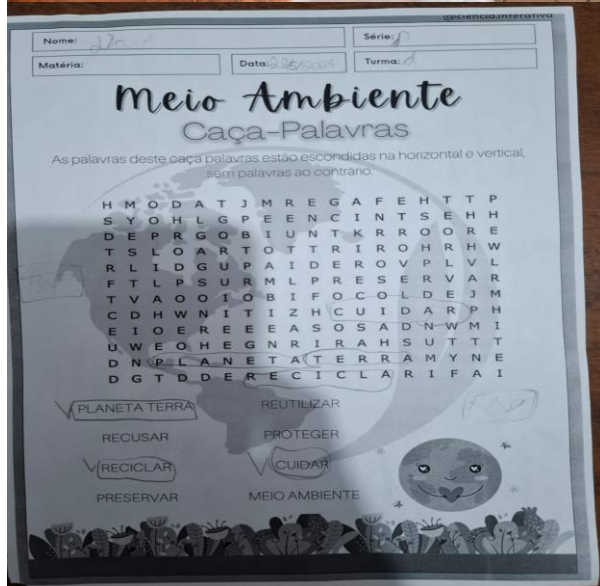 @ciencia.interativa
Nome:
Série:
Matéria:
Data:
Turma:
Meio Ambiente
Caça-Palavras
As palavras deste caça palavras estão escondidas na horizontal e vertical,
sem palavras ao contrário.
H M O D A T J M R E G A F E H T T P
S Y O H L G P E E N C I N T S E H H
D E P R G O B I U N T K R R O O R E
T S L O A R T O T T R I R O H R H W
R L I D G U P A I D E R O V P L V L
F T L P S U R M L P R E S E R V A R
T V A O O I O B I F O C O L D E J M
C D H W N I T I Z H C U I D A R P H
E I O E R E E E A S O S A D N W M I
U W E O H E G N R I R A H S U T T T
D N P L A N E T A T E R R A M Y N E
D G T D D E R E C I C L A R I F A I
PLANETA TERRA
REUTILIZAR
RECUSAR
PROTEGER
RECICLAR
CUIDAR
PRESERVAR
MEIO AMBIENTE